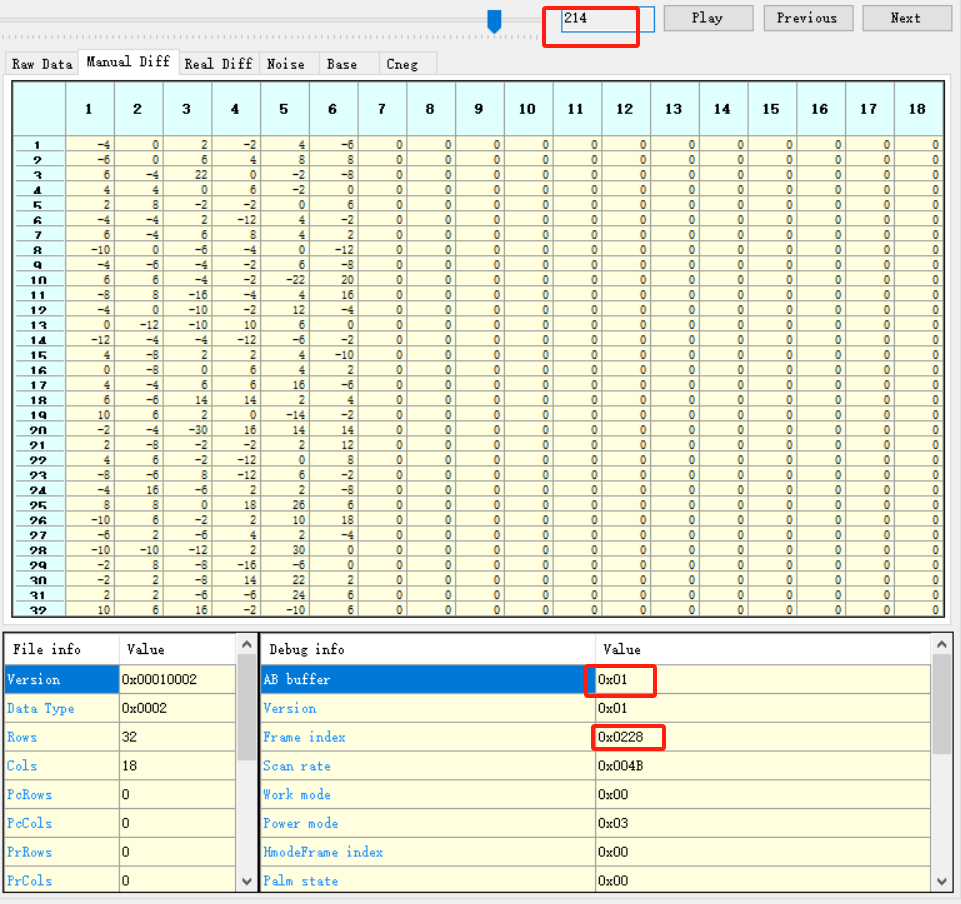 214 Play Previous Next
Raw Data Manual Diff Real Diff Noise Base Cneg
1 2 3 4 5 6 7 8 9 10 11 12 13 14 15 16 17 18
1 -4 0 2 -2 4 -6 0 0 0 0 0 0 0 0 0 0 0 0
2 -6 0 6 4 8 8 0 0 0 0 0 0 0 0 0 0 0 0
3 6 -4 22 0 -2 -8 0 0 0 0 0 0 0 0 0 0 0 0
4 4 4 0 6 -2 0 0 0 0 0 0 0 0 0 0 0 0 0
5 2 8 -2 -2 0 6 0 0 0 0 0 0 0 0 0 0 0 0
6 -4 -4 2 -12 4 -2 0 0 0 0 0 0 0 0 0 0 0 0
7 6 -4 6 8 4 2 0 0 0 0 0 0 0 0 0 0 0 0
8 -10 0 -6 -4 0 -12 0 0 0 0 0 0 0 0 0 0 0 0
9 -4 -6 -4 -2 6 -8 0 0 0 0 0 0 0 0 0 0 0 0
10 6 6 -4 -2 -22 20 0 0 0 0 0 0 0 0 0 0 0 0
11 -8 8 -16 -4 4 16 0 0 0 0 0 0 0 0 0 0 0 0
12 -4 0 -10 -2 12 -4 0 0 0 0 0 0 0 0 0 0 0 0
13 0 -12 -10 10 6 0 0 0 0 0 0 0 0 0 0 0 0 0
14 -12 -4 -4 -12 -6 -2 0 0 0 0 0 0 0 0 0 0 0 0
15 4 -8 2 2 4 -10 0 0 0 0 0 0 0 0 0 0 0 0
16 0 -8 0 6 4 2 0 0 0 0 0 0 0 0 0 0 0 0
17 4 -4 6 6 16 -6 0 0 0 0 0 0 0 0 0 0 0 0
18 6 -6 14 14 2 4 0 0 0 0 0 0 0 0 0 0 0 0
19 10 6 2 0 -14 -2 0 0 0 0 0 0 0 0 0 0 0 0
20 -2 -4 -30 16 14 14 0 0 0 0 0 0 0 0 0 0 0 0
21 2 -8 -2 -2 2 12 0 0 0 0 0 0 0 0 0 0 0 0
22 4 6 -2 -12 0 8 0 0 0 0 0 0 0 0 0 0 0 0
23 -8 -6 8 -12 6 -2 0 0 0 0 0 0 0 0 0 0 0 0
24 -4 16 -6 2 2 -8 0 0 0 0 0 0 0 0 0 0 0 0
25 8 8 0 18 26 6 0 0 0 0 0 0 0 0 0 0 0 0
26 -10 6 -2 2 10 18 0 0 0 0 0 0 0 0 0 0 0 0
27 -6 2 -6 4 2 -4 0 0 0 0 0 0 0 0 0 0 0 0
28 -10 -10 -12 2 30 0 0 0 0 0 0 0 0 0 0 0 0 0
29 -2 8 -8 -16 -6 0 0 0 0 0 0 0 0 0 0 0 0 0
30 -2 2 -8 14 22 2 0 0 0 0 0 0 0 0 0 0 0 0
31 2 2 -6 -6 24 6 0 0 0 0 0 0 0 0 0 0 0 0
32 10 6 16 -2 -10 6 0 0 0 0 0 0 0 0 0 0 0 0
File info Value Debug info Value
Version 0x00010002 AB buffer 0x01
Data Type 0x0002 Version 0x01
Rows 32 Frame index 0x0228
Cols 18 Scan rate 0x004B
PcRows 0 Work mode 0x00
PcCols 0 Power mode 0x03
PrRows 0 HmodeFrame index 0x00
PrCols 0 Palm state 0x00